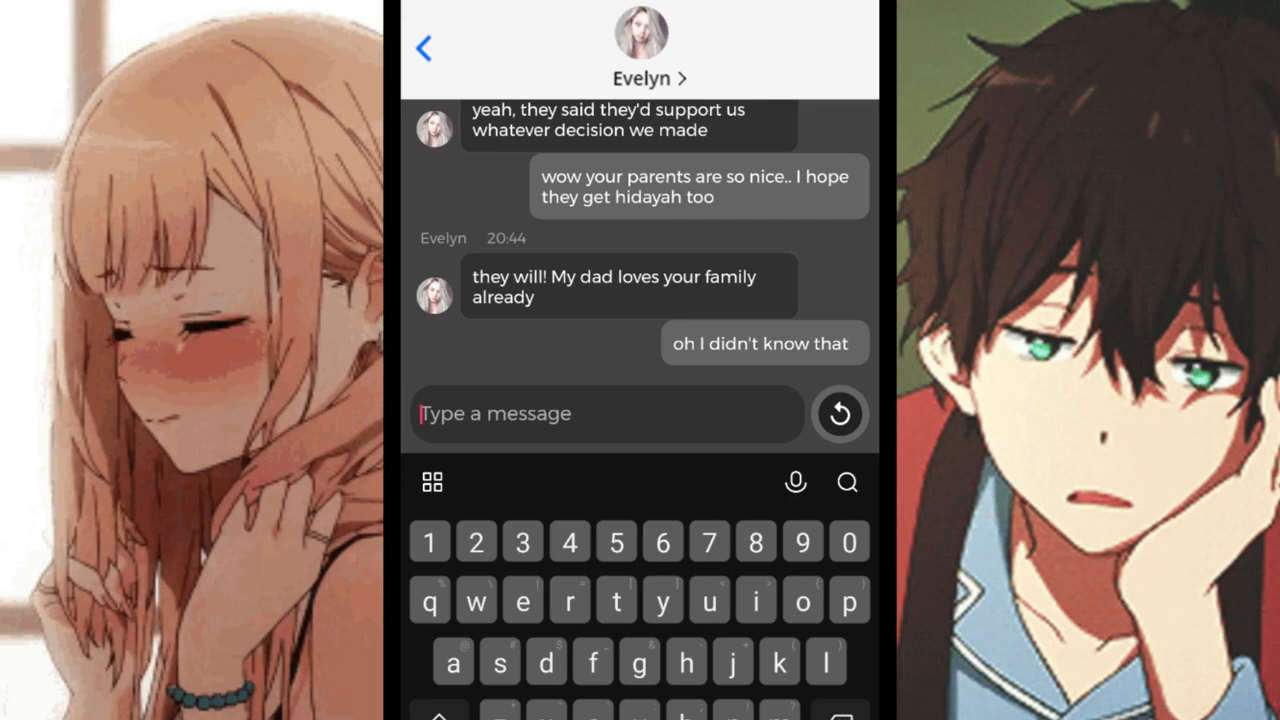 Evelyn
yeah, they said they'd support us
whatever decision we made
wow your parents are so nice.. I hope
they get hidayah too
Evelyn 20:44
they will! My dad loves your family
already
oh I didn't know that
Type a message
1 2 3 4 5 6 7 8 9 0
q w e r t y u i o p
a s d f g h j k l